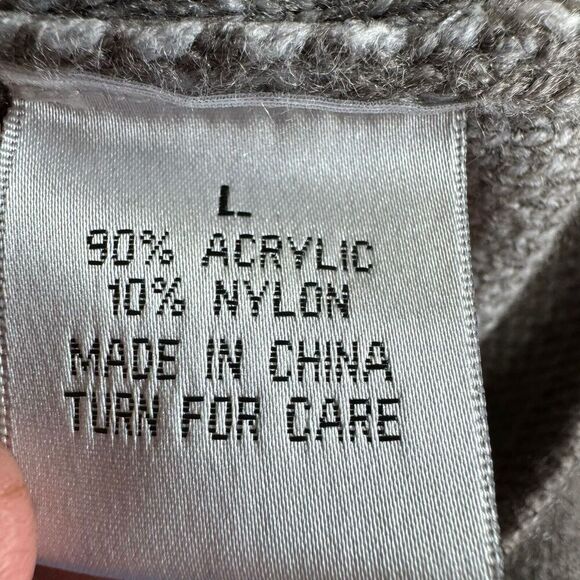 L
90% ACRYLIC
10% NYLON
MADE IN CHINA
TURN FOR CARE